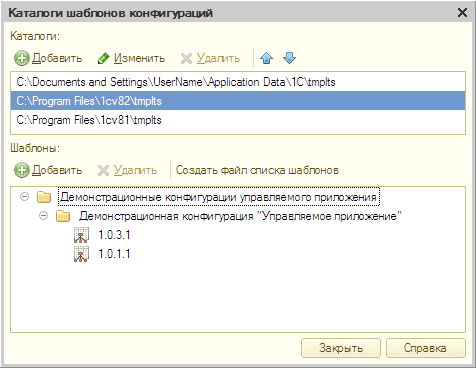 Каталоги шаблонов конфигураций
Каталоги:
Добавить Изменить Удалить
C:\Documents and Settings\UserName\Application Data\1C\tmplts
C:\Program Files\1cv82\tmplts
C:\Program Files\1cv81\tmplts
Шаблоны:
Добавить Удалить Создать файл списка шаблонов
Демонстрационные конфигурации управляемого приложения
Демонстрационная конфигурация "Управляемое приложение"
1.0.3.1
1.0.1.1
Закрыть Справка